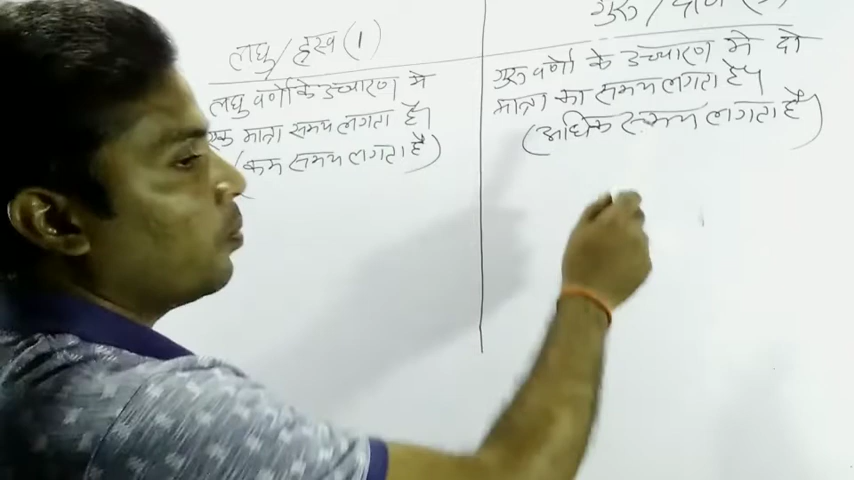 लघु/ह्रस्व (।)
लघु वर्णो के उच्चारण मे
एक मात्रा समय लगता है।
(कम समय लगता है)
गुरु /
गुरु वर्णो के उच्चारण मे दो
मात्रा का समय लगता है।
(अधिक समय लगता है)